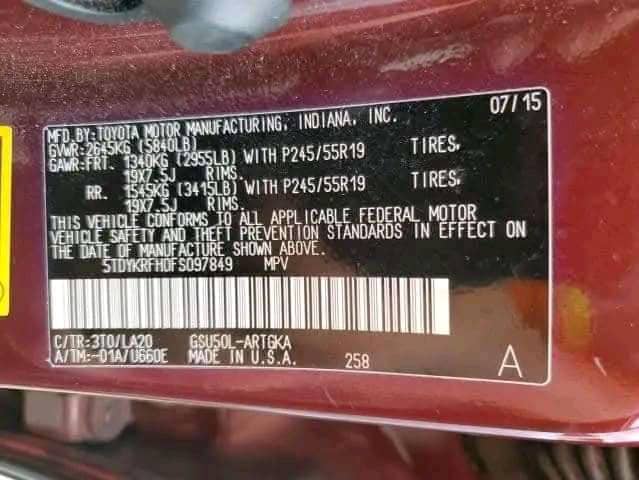 07/15
MFD.BY:TOYOTA MOTOR MANUFACTURING, INDIANA, INC.
GVWR:2645KG (5840LB)
GAWR:FRT. 1340KG (2955LB) WITH P245/55R19 TIRES,
19X7.5J RIMS.
RR. 1545KG (3415LB) WITH P245/55R19 TIRES,
19X7.5J RIMS.
THIS VEHICLE CONFORMS TO ALL APPLICABLE FEDERAL MOTOR
VEHICLE SAFETY AND THEFT PREVENTION STANDARDS IN EFFECT ON
THE DATE OF MANUFACTURE SHOWN ABOVE.
5TDYKRFH0FS097849 MPV
C/TR:3T0/LA20 GSU50L-ARTGKA
A/TM:-01A/U660E MADE IN U.S.A. 258 A